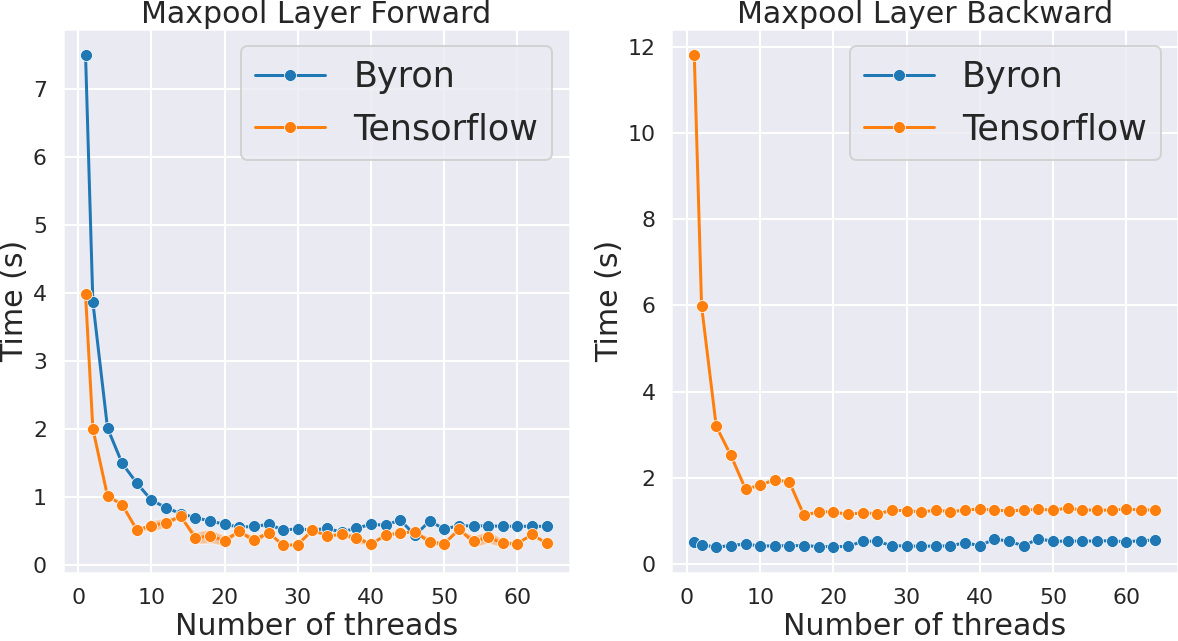 Maxpool Layer Forward
Byron
Tensorflow
Time (s)
7
6
5
4
3
2
1
0
0 10 20 30 40 50 60
Number of threads
Maxpool Layer Backward
Byron
Tensorflow
Time (s)
12
10
8
6
4
2
0
0 10 20 30 40 50 60
Number of threads